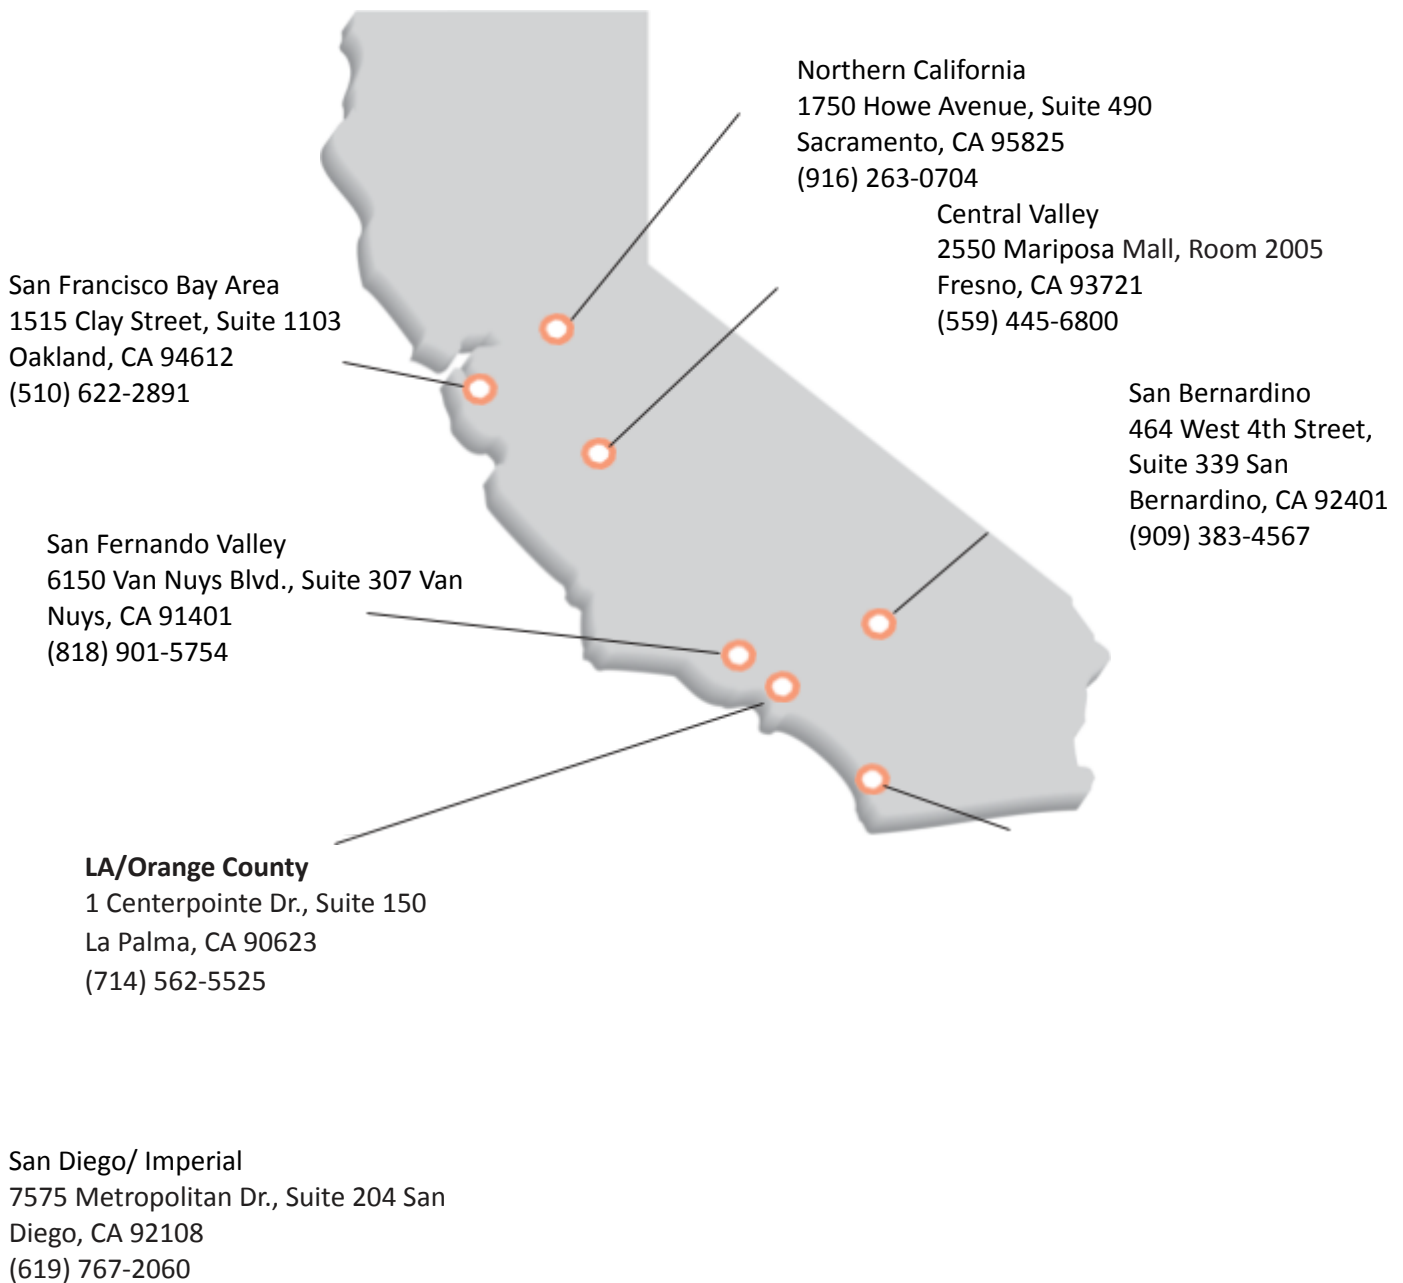 Northern California
1750 Howe Avenue, Suite 490
Sacramento, CA 95825
(916) 263-0704
Central Valley
2550 Mariposa Mall, Room 2005
Fresno, CA 93721
(559) 445-6800
San Francisco Bay Area
1515 Clay Street, Suite 1103
Oakland, CA 94612
(510) 622-2891
San Bernardino
464 West 4th Street,
Suite 339 San
Bernardino, CA 92401
(909) 383-4567
San Fernando Valley
6150 Van Nuys Blvd., Suite 307 Van
Nuys, CA 91401
(818) 901-5754
LA/Orange County
1 Centerpointe Dr., Suite 150
La Palma, CA 90623
(714) 562-5525
San Diego/ Imperial
7575 Metropolitan Dr., Suite 204 San
Diego, CA 92108
(619) 767-2060